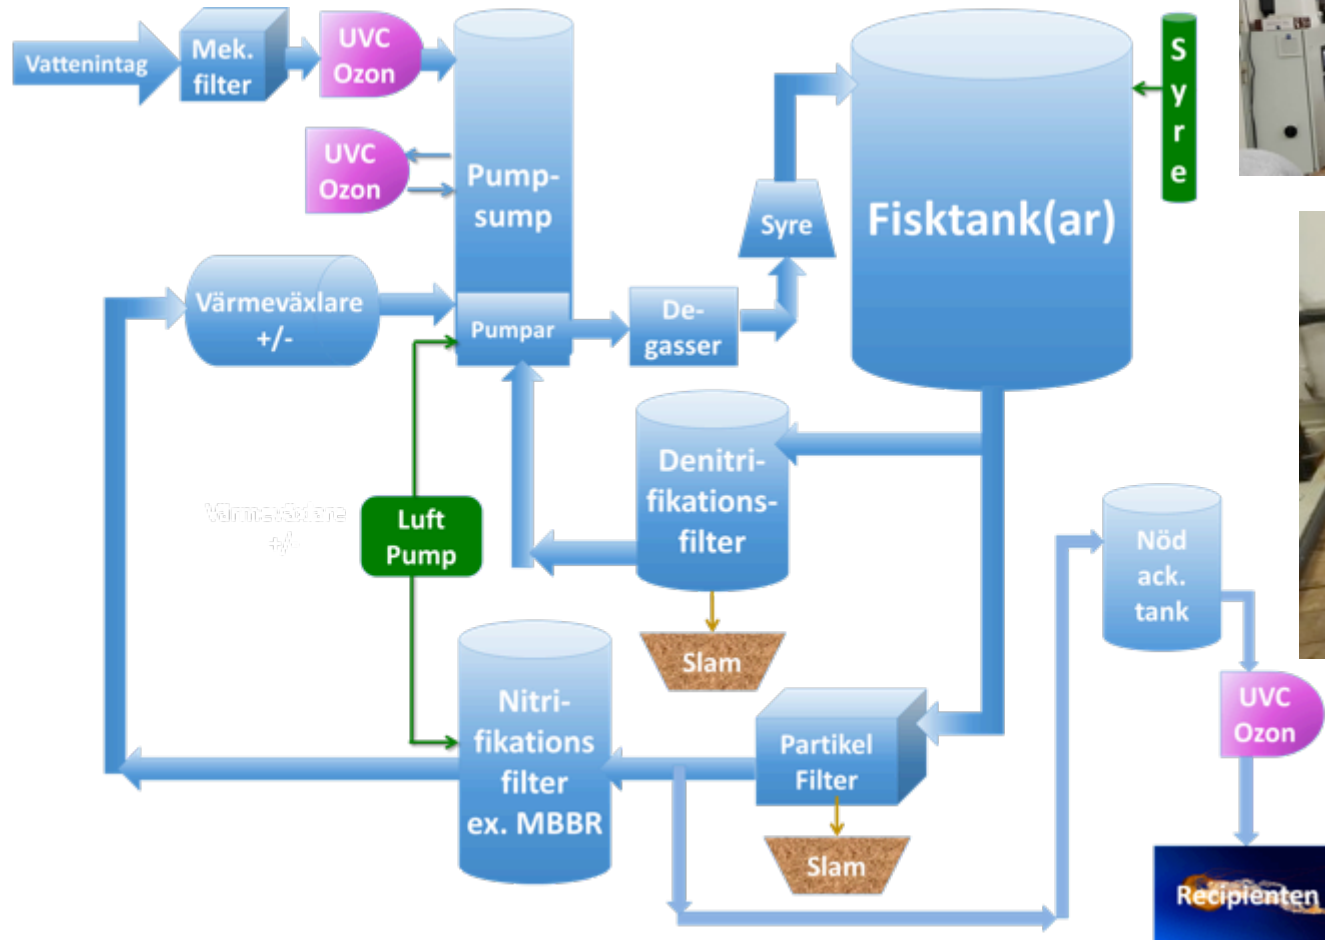 Vattenintag
Mek.
filter
UVC
Ozon
UVC
Ozon
Pump-
sump
Pumpar
Värmeväxlare
+/-
De-
gasser
Syre
Fisktank(ar)
S
y
r
e
Denitri-
fikations-
filter
Slam
Värmeväxlare
+/-
Luft
Pump
Nitri-
fikations
filter
ex. MBBR
Partikel
Filter
Slam
Nöd
ack.
tank
UVC
Ozon
Recipienten